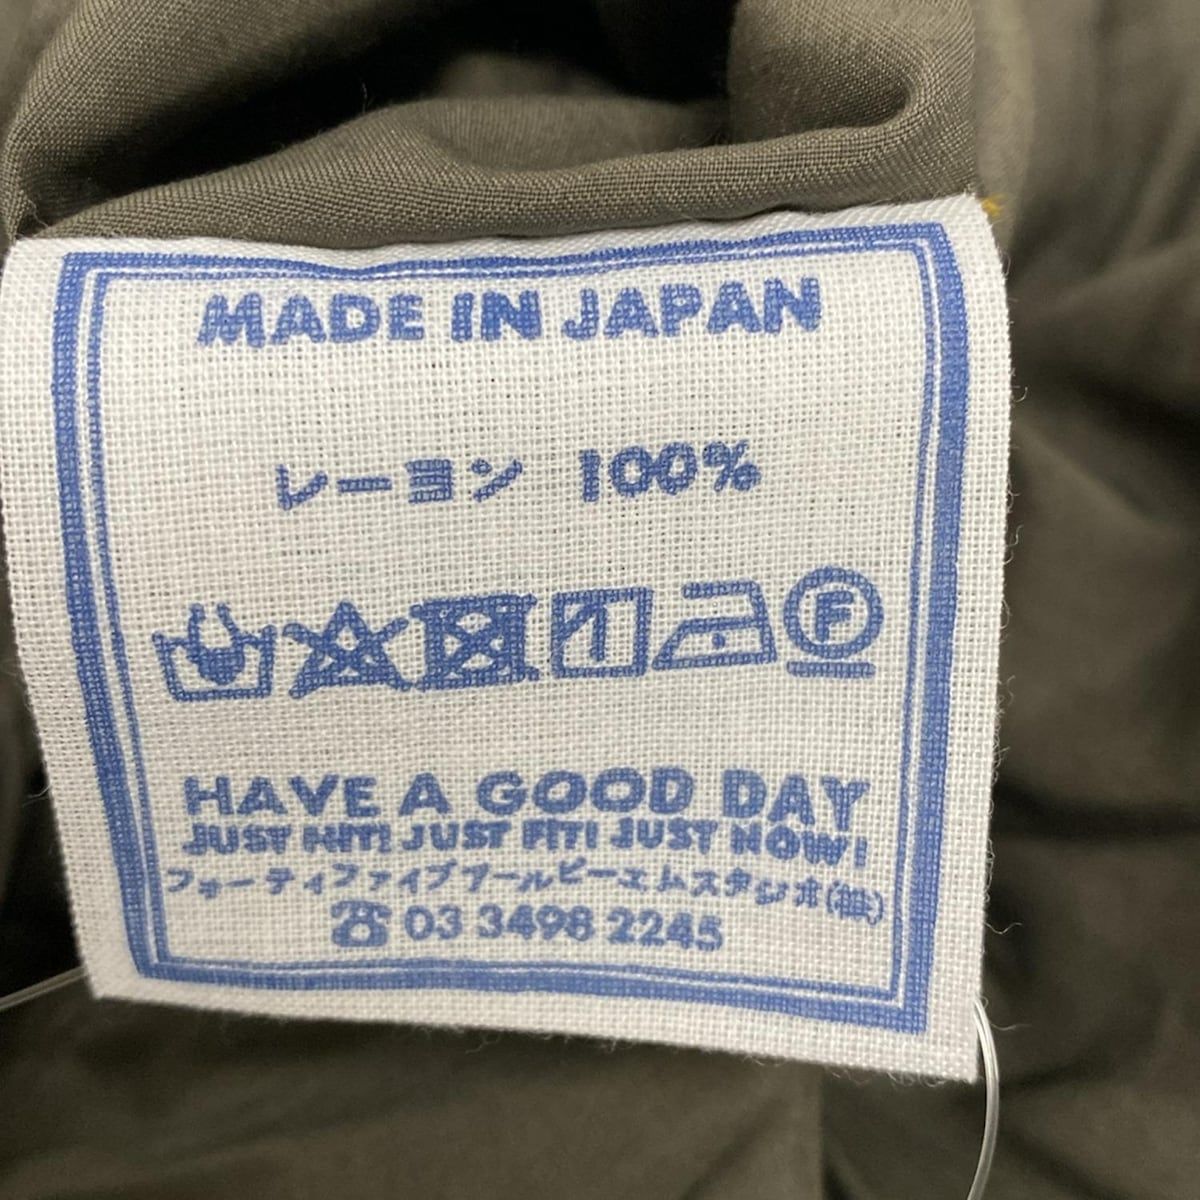 MADE IN JAPAN
レーヨン 100%
F
HAVE A GOOD DAY
JUST HIT! JUST FIT! JUST NOW!
フォーティファイブアールピーエムスタジオ(株)
☎ 03 3498 2245